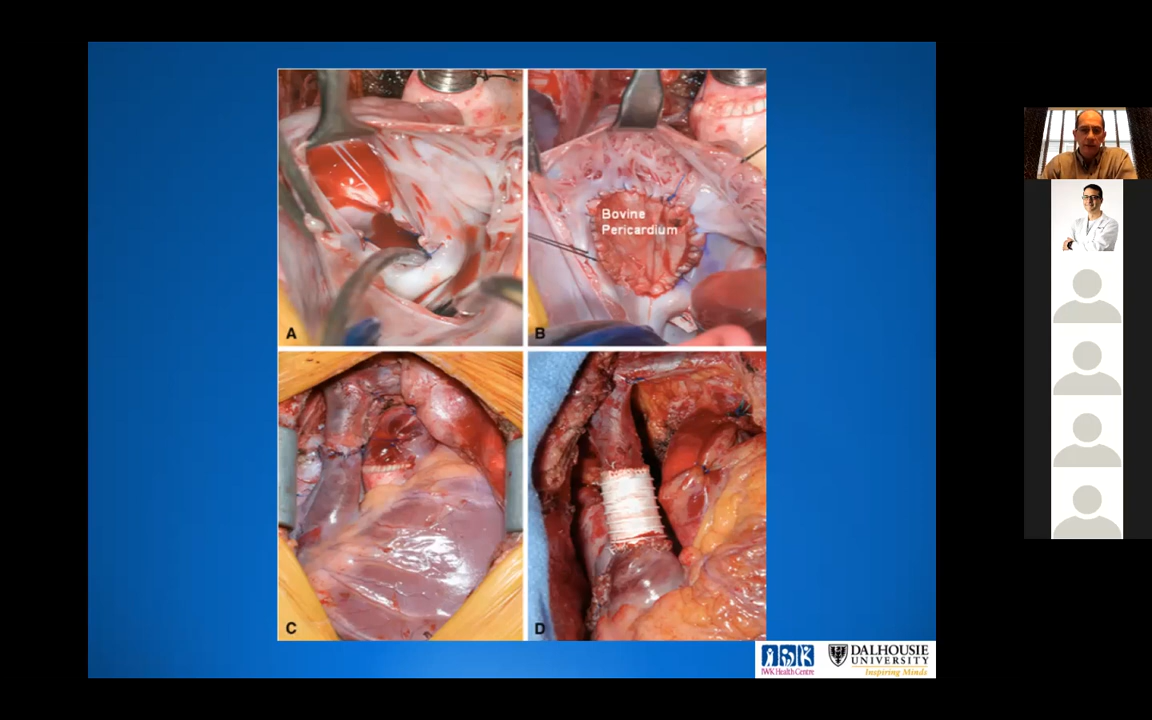 A
B
Bovine
Pericardium
C
D
IWK Health Centre
DALHOUSIE
UNIVERSITY
Inspiring Minds